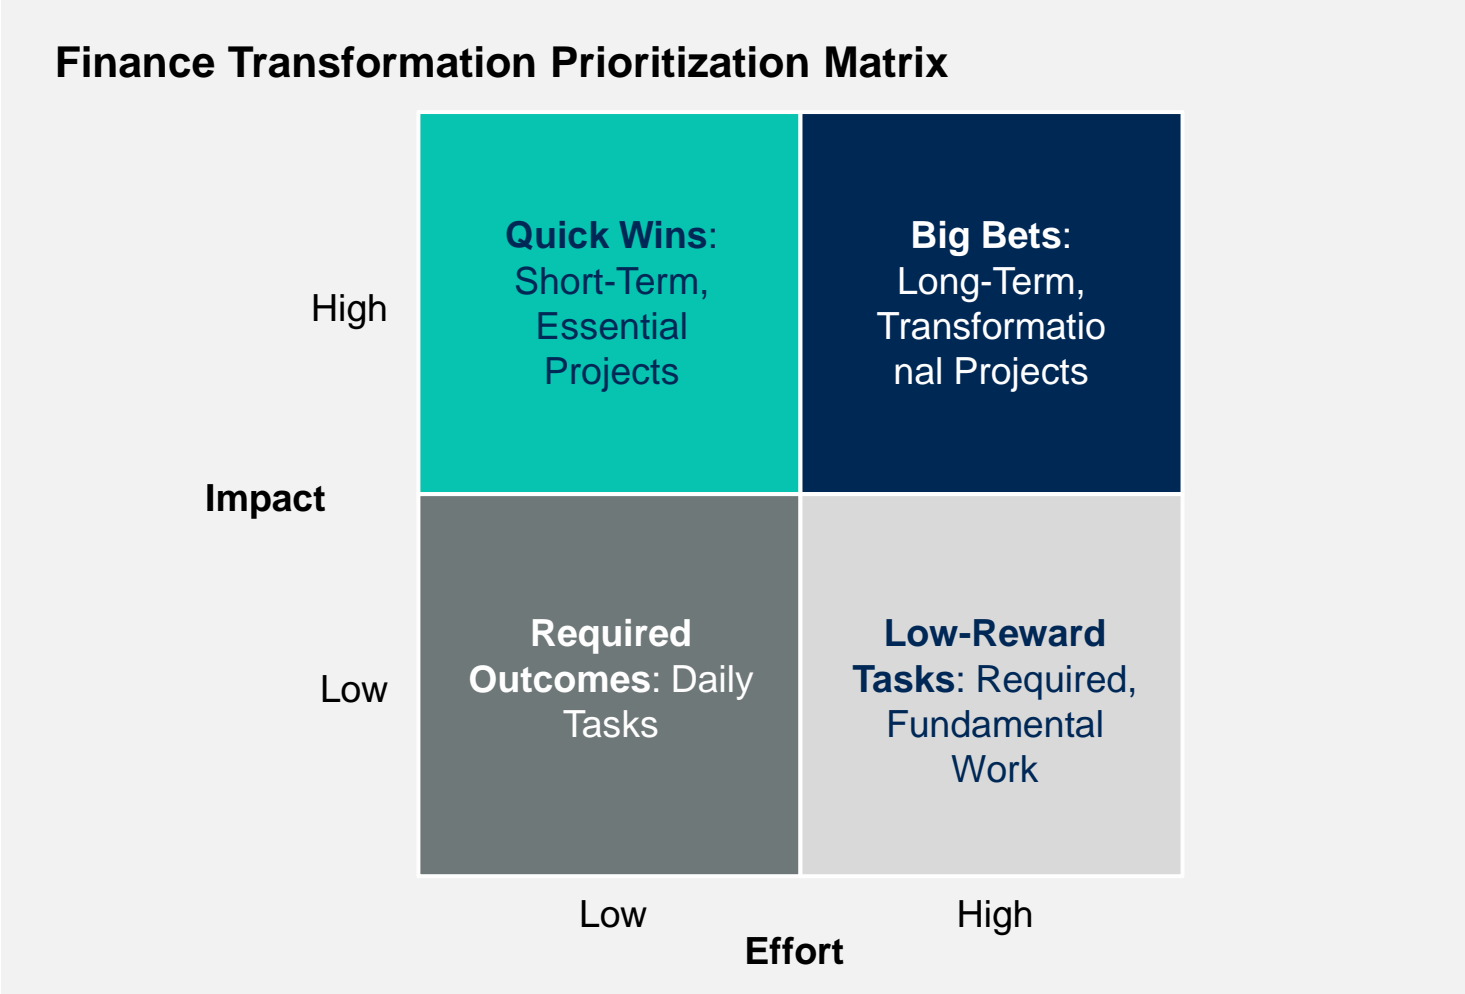 Finance Transformation Prioritization Matrix
Quick Wins:
Short-Term,
Essential
Projects
Big Bets:
Long-Term,
Transformatio
nal Projects
High
Impact
Required
Outcomes: Daily
Tasks
Low-Reward
Tasks: Required,
Fundamental
Work
Low
Low
High
Effort